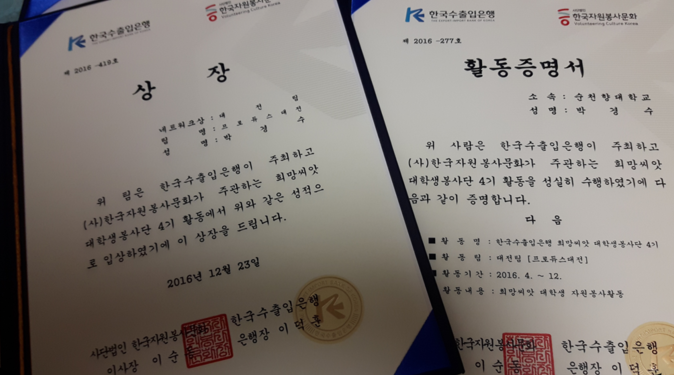 한국수출입은행
한국자원봉사문화
제 2016 -419호
상 장
네트워크상 : 대 전 팀
팀 명 : 프로듀스대전
성 명 : 박 경 수
위 팀은 한국수출입은행이 주최하고
(사)한국자원봉사문화가 주관하는 희망씨앗
대학생봉사단 4기 활동에서 위와 같은 성적으
로 입상하였기에 이 상장을 드립니다.
2016년 12월 23일
사단법인 한국자원봉사문화
이사장 이 순
한국수출입은행
은행장 이 덕 훈
한국수출입은행
한국자원봉사문화
Volunteering Culture Korea
제 2016 -277호
활동증명서
소 속 : 순천향대학교
성 명 : 박 경 수
위 사람은 한국수출입은행이 주최하고
(사)한국자원봉사문화가 주관하는 희망씨앗
대학생봉사단 4기 활동을 성실히 수행하였기에 다
음과 같이 증명합니다.
다 음
■ 활 동 명 : 한국수출입은행 희망씨앗 대학생봉사단 4기
■ 활 동 팀 : 대전팀 [프로듀스대전]
■ 활동기간 : 2016. 4. ~ 12.
활동내용 : 희망씨앗 대학생 자원봉사활동
한국자원봉사문화
이 순 동
한국수출입은행
은행장 이 덕